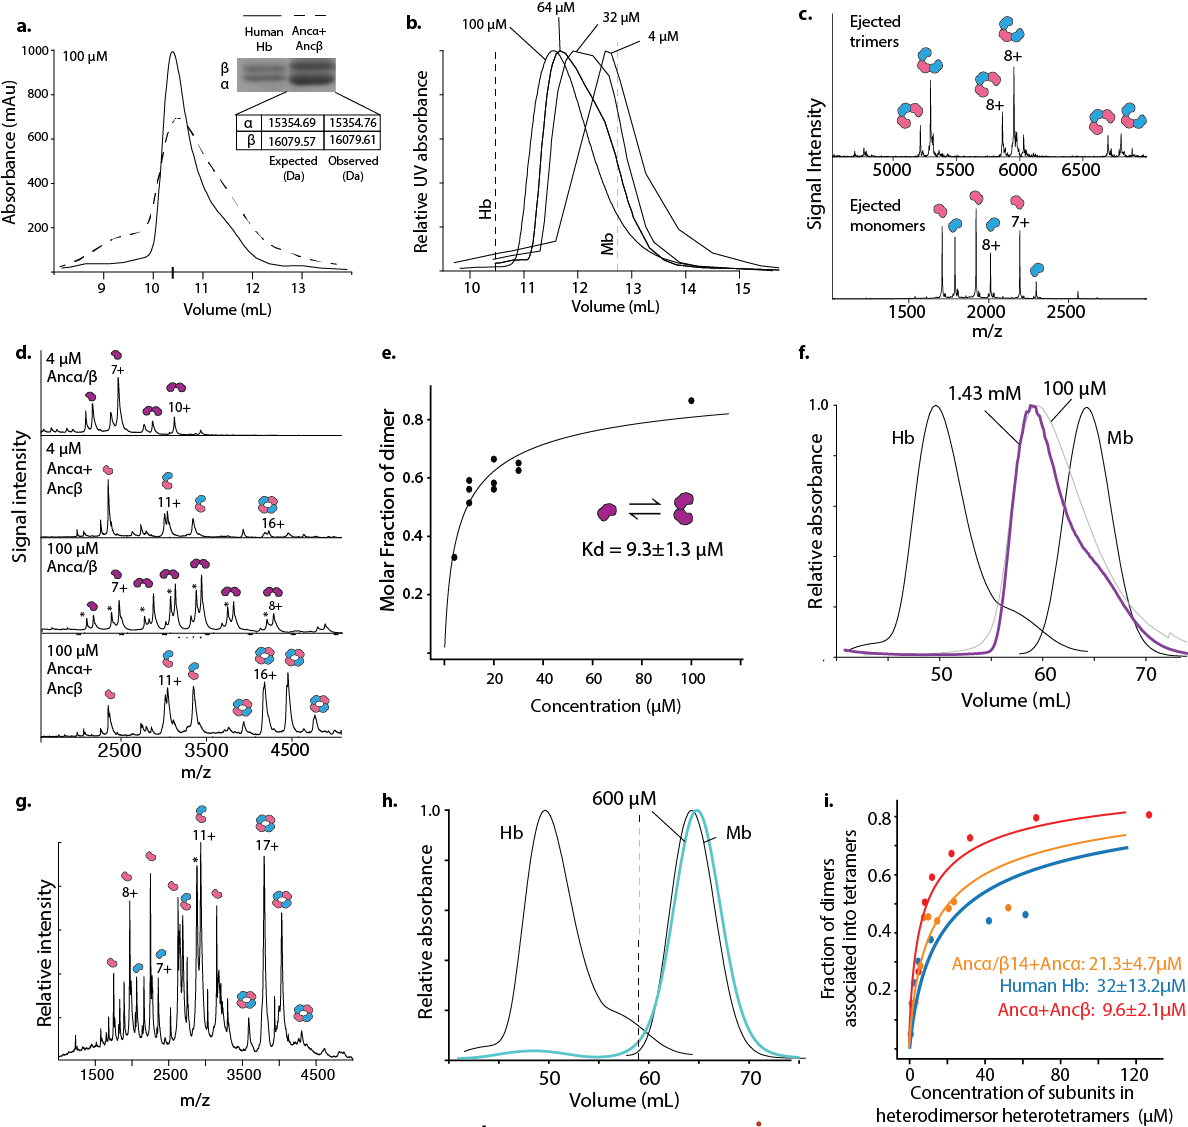 a.
100 μM
Human
Hb
Ancα+
Ancβ
β
α
α 15354.69 15354.76
β 16079.57 16079.61
Expected
(Da)
Observed
(Da)
Absorbance (mAu)
1000
800
600
400
200
9 10 11 12 13
Volume (mL)
b.
100 μM
64 μM
32 μM
4 μM
Relative UV absorbance
Hb
Mb
10 11 12 13 14 15
Volume (mL)
c.
Ejected
trimers
8+
8+
5000 5500 6000 6500
Signal Intensity
Ejected
monomers
8+
7+
1500 2000 2500
m/z
d.
4 μM
Ancα/β
7+
10+
4 μM
Ancα+
Ancβ
11+
16+
100 μM
Ancα/β
7+
8+
* * * * * * *
100 μM
Ancα+
Ancβ
11+
16+
Signal intensity
2500 3500 4500
m/z
e.
Molar Fraction of dimer
0.8
0.6
0.4
0.2
Kd = 9.3±1.3 μM
20 40 60 80 100
Concentration (μM)
f.
1.43 mM
100 μM
1.0
Hb
Mb
Relative absorbance
50 60 70
Volume (mL)
g.
Relative intensity
8+
7+
*
11+
17+
1500 2500 3500 4500
m/z
h.
600 μM
1.0
Hb
Mb
Relative absorbance
50 60 70
Volume (mL)
i.
Fraction of dimers
associated into tetramers
0.8
0.6
0.4
0.2
Ancα/β14+Ancα: 21.3±4.7μM
Human Hb: 32±13.2μM
Ancα+Ancβ: 9.6±2.1μM
0 40 80 120
Concentration of subunits in
heterodimersor heterotetramers (μM)